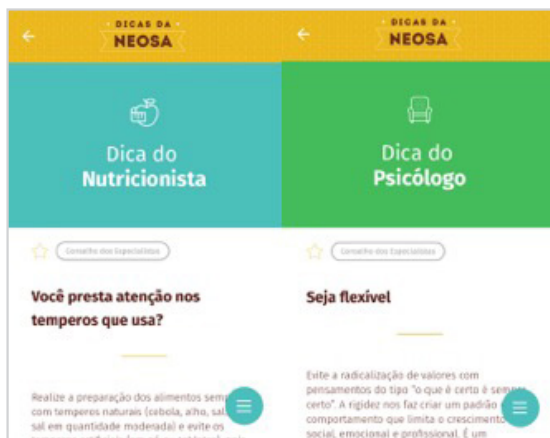 DICAS DA
NEOSA
Dica do
Nutricionista
Conselho dos Especialistas
Você presta atenção nos
temperos que usa?
Realize a preparação dos alimentos
com temperos naturais (cebola, alho,
sal em quantidade moderada) e evite os
DICAS DA
NEOSA
Dica do
Psicólogo
Conselho dos Especialistas
Seja flexível
Evite a radicalização de valores com
pensamentos do tipo "o que é certo é sempre
certo". A rigidez nos faz criar um padrão
comportamento que limita o crescimento
social, emocional e profissional. É um